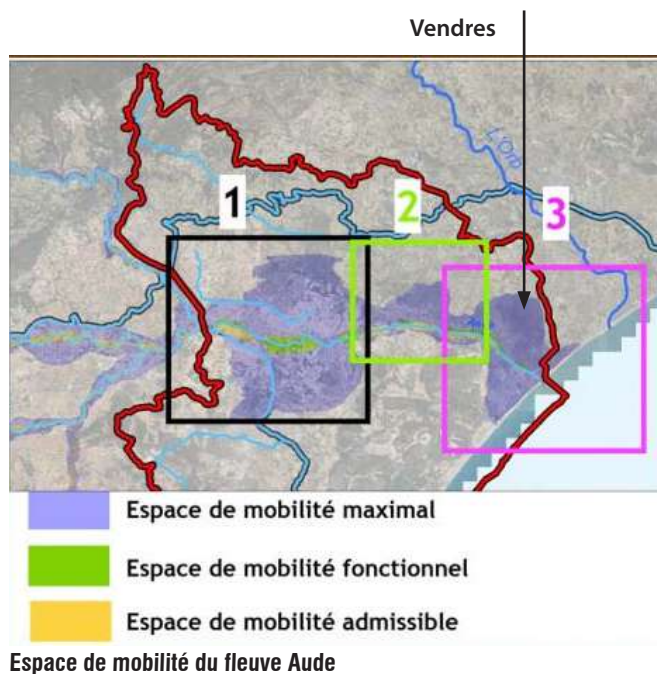 Vendres
L'Orb
1
2
3
Espace de mobilité maximal
Espace de mobilité fonctionnel
Espace de mobilité admissible
Espace de mobilité du fleuve Aude